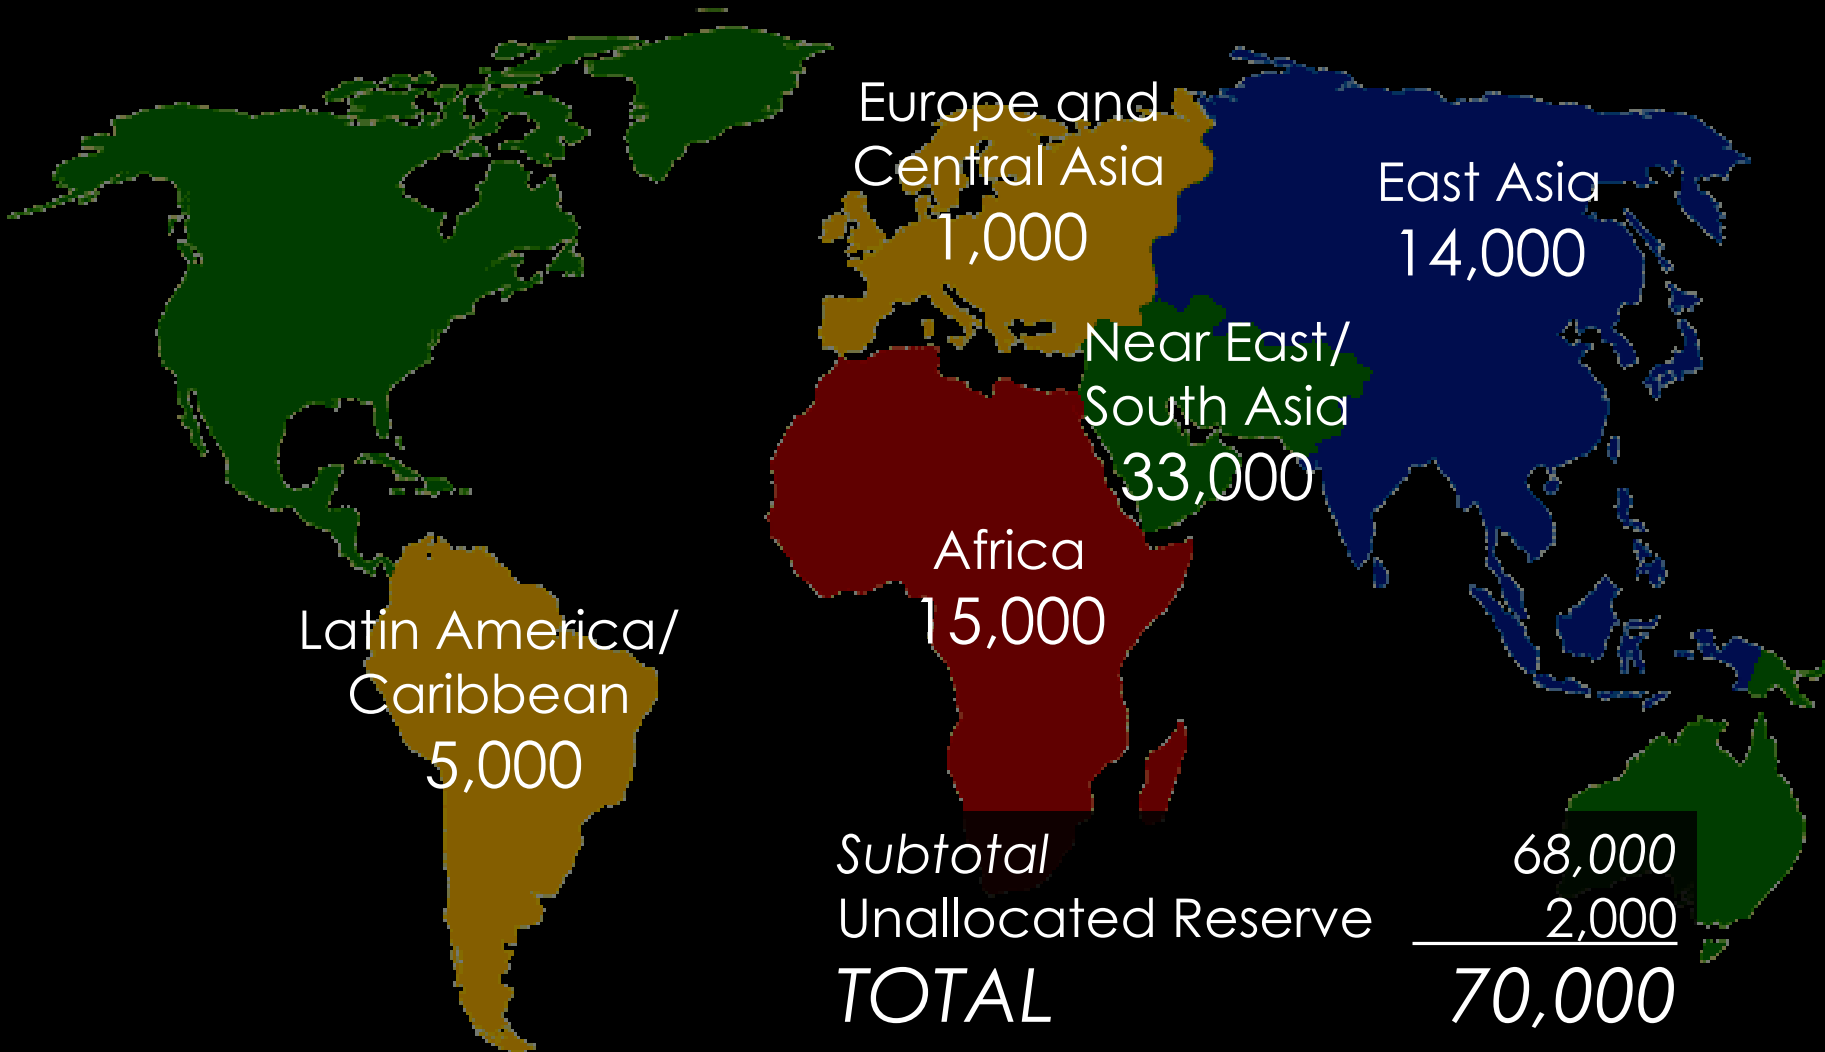 Europe and
Central Asia
1,000
East Asia
14,000
Near East/
South Asia
33,000
Africa
15,000
Latin America/
Caribbean
5,000
Subtotal 68,000
Unallocated Reserve 2,000
TOTAL 70,000